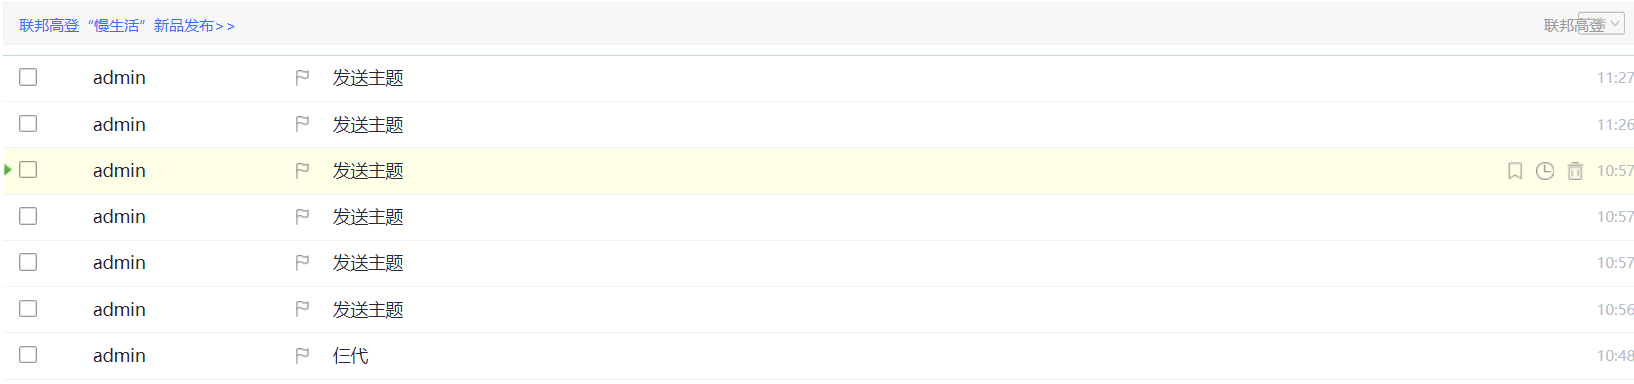 联邦高登“慢生活”新品发布>>
联邦高登
admin 发送主题 11:27
admin 发送主题 11:26
admin 发送主题 10:57
admin 发送主题 10:57
admin 发送主题 10:57
admin 发送主题 10:56
admin 仨代 10:48